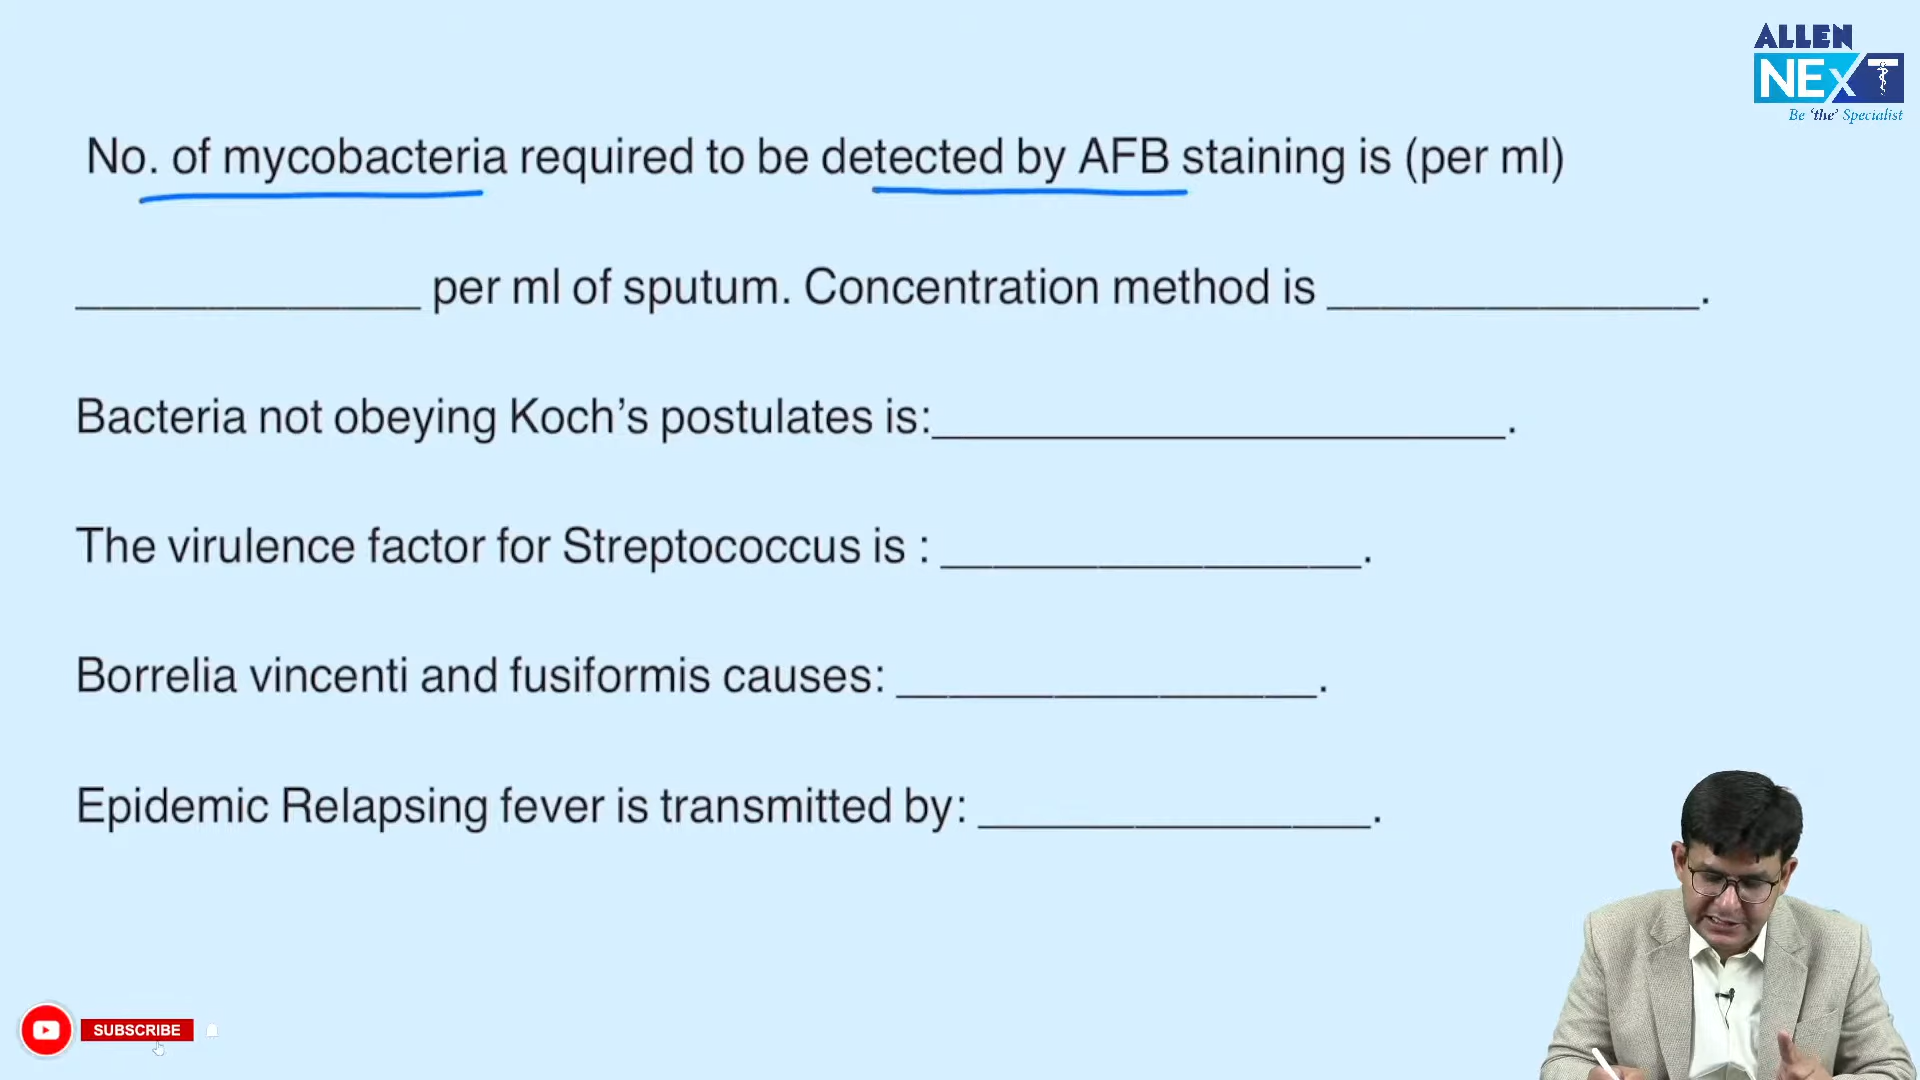 ALLEN
NExT
Be 'the' Specialist
No. of mycobacteria required to be detected by AFB staining is (per ml)
_____________ per ml of sputum. Concentration method is ______________.
Bacteria not obeying Koch’s postulates is:______________________.
The virulence factor for Streptococcus is : ________________.
Borrelia vincenti and fusiformis causes: ________________.
Epidemic Relapsing fever is transmitted by: _______________.
SUBSCRIBE